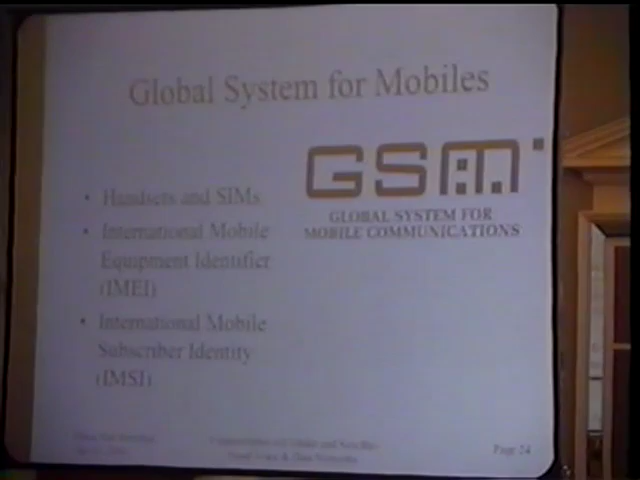 Global System for Mobiles
GSM
GLOBAL SYSTEM FOR
MOBILE COMMUNICATIONS
• Handsets and SIMs
• International Mobile
Equipment Identifier
(IMEI)
• International Mobile
Subscriber Identity
(IMSI)
Page 24